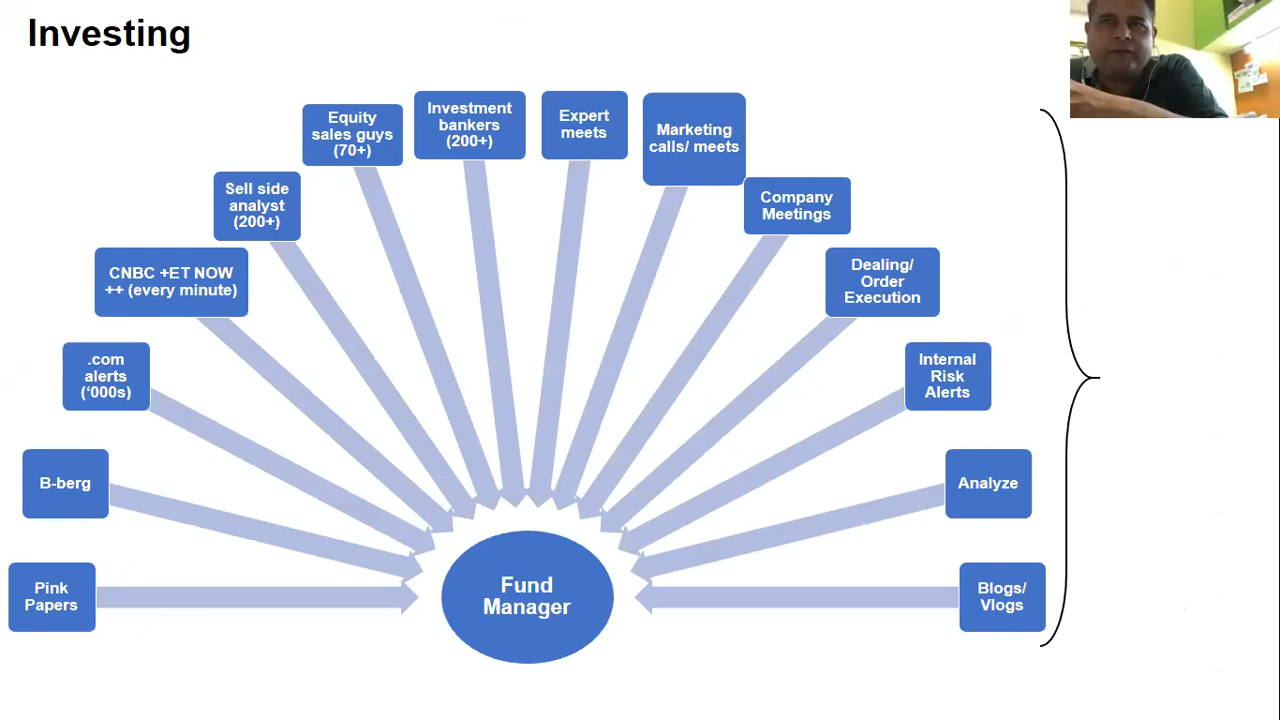 Investing
Equity
sales guys
(70+)
Investment
bankers
(200+)
Expert
meets
Marketing
calls/ meets
Sell side
analyst
(200+)
Company
Meetings
CNBC +ET NOW
++ (every minute)
Dealing/
Order
Execution
.com
alerts
(‘000s)
Internal
Risk
Alerts
B-berg
Analyze
Pink
Papers
Fund
Manager
Blogs/
Vlogs